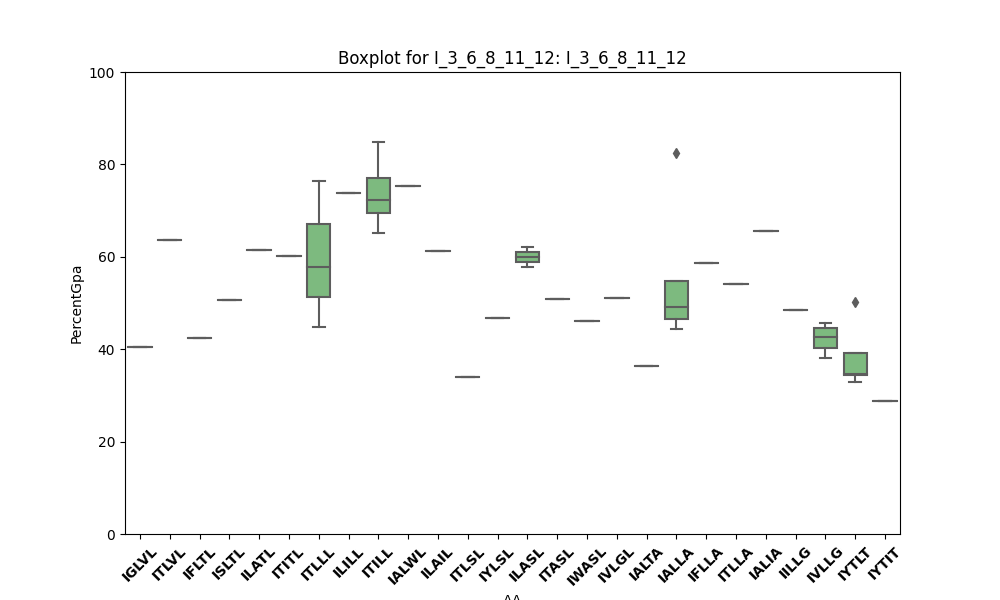 Boxplot for I_3_6_8_11_12: I_3_6_8_11_12
100
80
60
40
20
0
PercentGpa
IGLVL
ITLVL
IFLTL
ISLTL
ILATL
ITITL
ITLLL
ILILL
ITILL
IALWL
ILAIL
ITLSL
IYLSL
ILASL
ITASL
IWASL
IVLGL
IALTA
IALLA
IFLLA
ITLLA
IALIA
IILLG
IVLLG
IYTLT
IYTIT
AA